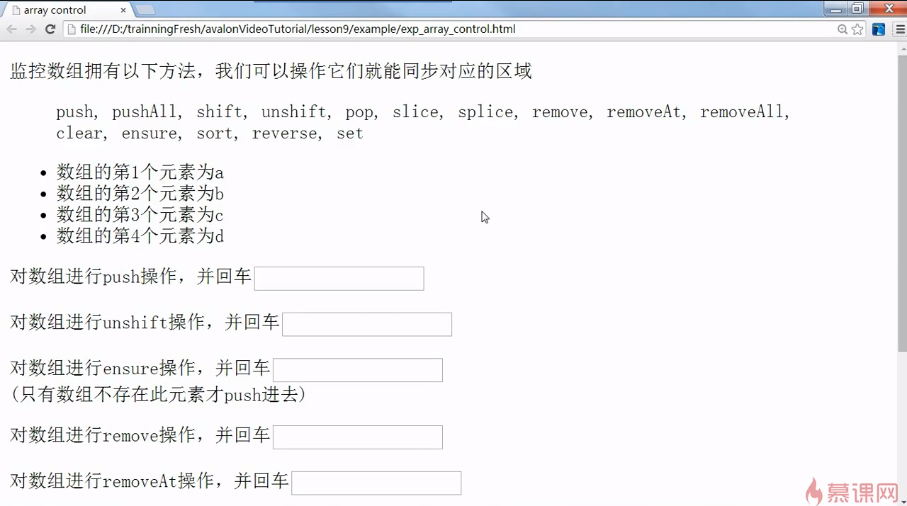 array control
file:///D:/trainningFresh/avalonVideoTutorial/lesson9/example/exp_array_control.html
监控数组拥有以下方法，我们可以操作它们就能同步对应的区域
push, pushAll, shift, unshift, pop, slice, splice, remove, removeAt, removeAll,
clear, ensure, sort, reverse, set
数组的第1个元素为a
数组的第2个元素为b
数组的第3个元素为c
数组的第4个元素为d
对数组进行push操作，并回车
对数组进行unshift操作，并回车
对数组进行ensure操作，并回车
(只有数组不存在此元素才push进去)
对数组进行remove操作，并回车
对数组进行removeAt操作，并回车
慕课网